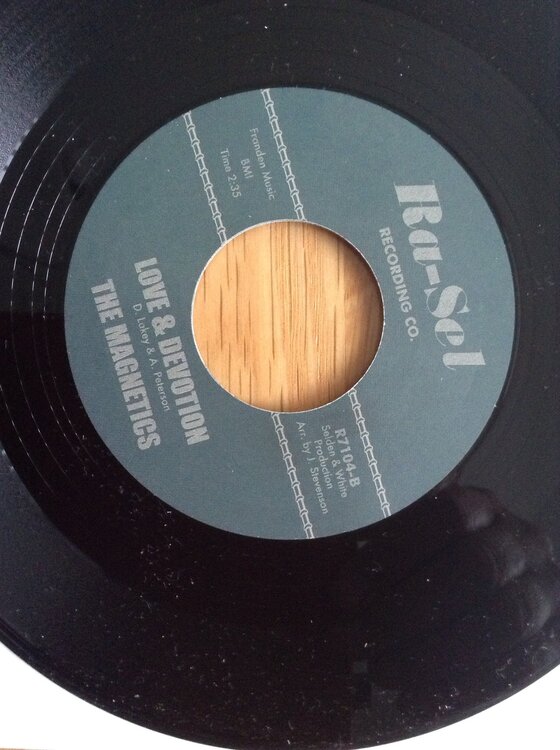 Ra-Sel
RECORDING CO.
Franden Music
BMI
Time 2:35
R7104-B
Selden & White
Production
Arr. by J. Stevenson
LOVE & DEVOTION
D. Lukey & A. Peterson
THE MAGNETICS